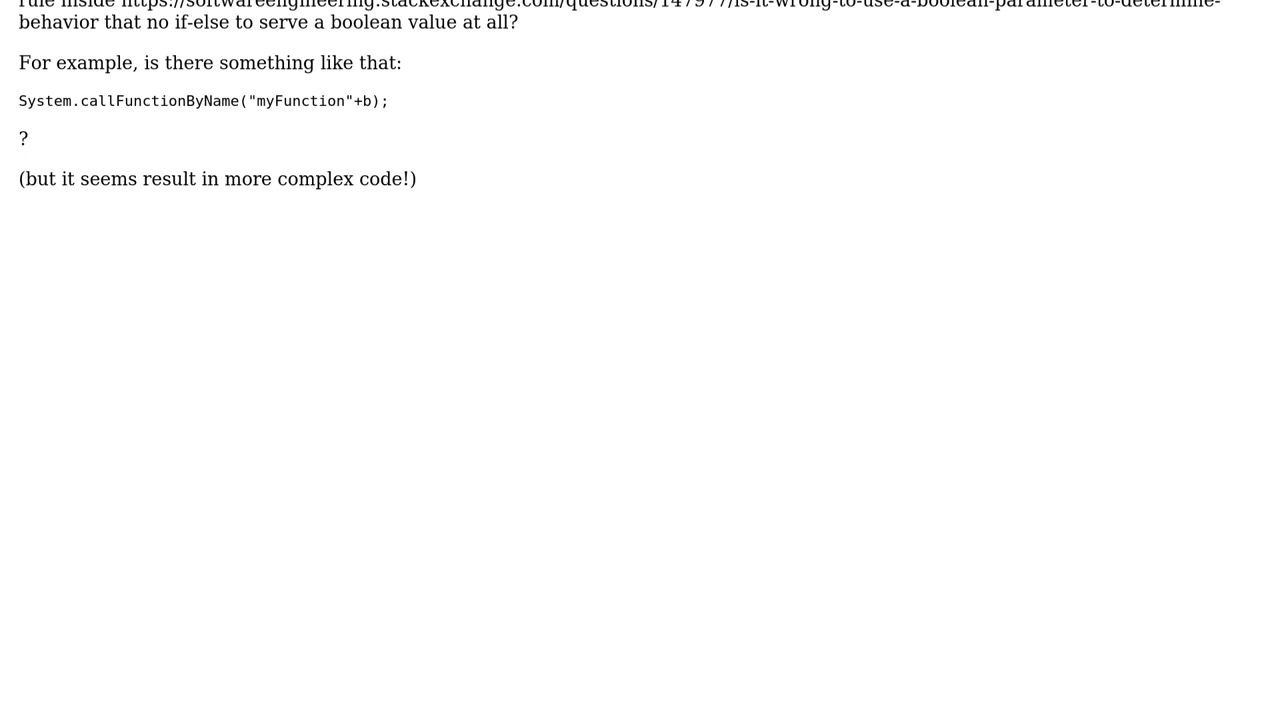 rule inside https://softwareengineering.stackexchange.com/questions/147977/is-it-wrong-to-use-a-boolean-parameter-to-determine-
behavior that no if-else to serve a boolean value at all?
For example, is there something like that:
System.callFunctionByName("myFunction"+b);
?
(but it seems result in more complex code!)